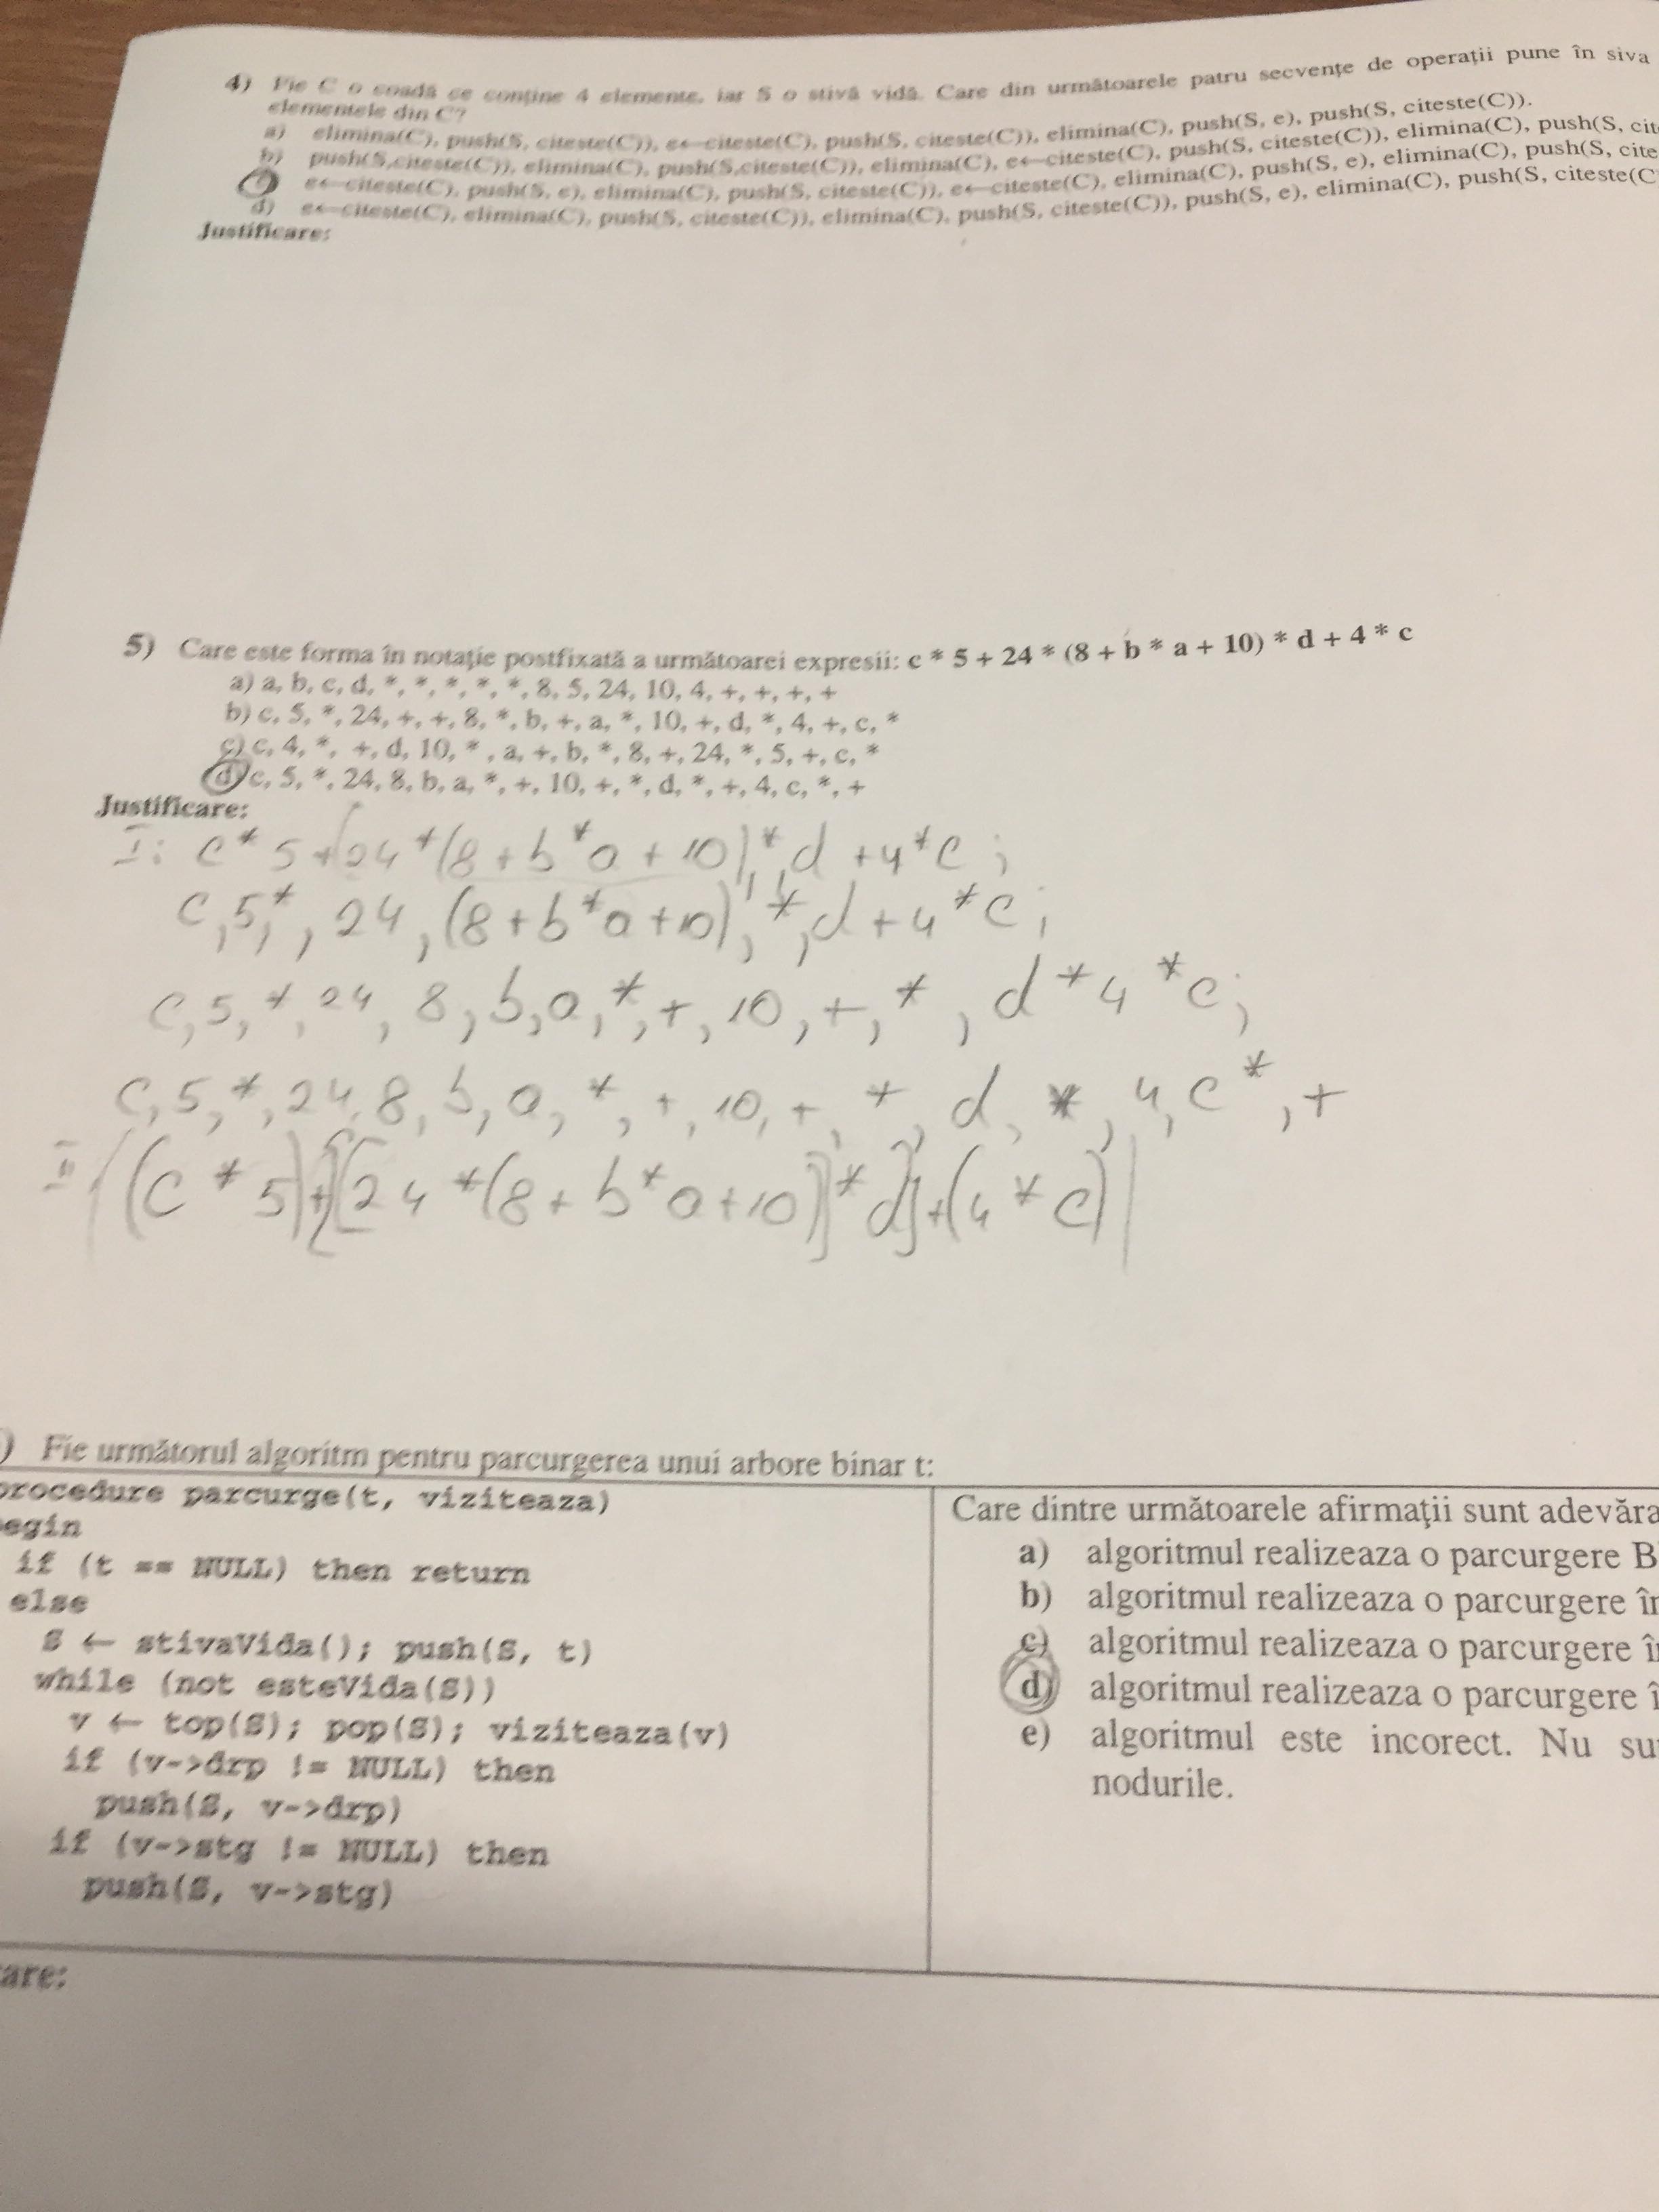 4) Fie C o coadă ce conține 4 elemente, iar S o stivă vidă. Care din următoarele patru secvențe de operații pune în siva
elementele din C?
a) elimina(C), push(S, citeste(C)), e←citeste(C), push(S, citeste(C)), elimina(C), push(S, e), push(S, citeste(C)).
b) push(S,citeste(C)), elimina(C), push(S,citeste(C)), elimina(C), e←citeste(C), push(S, citeste(C)), elimina(C), push(S, cit
e←citeste(C), push(S, e), elimina(C), push(S, citeste(C)), e←citeste(C), elimina(C), push(S, e), elimina(C), push(S, cite
d) e←citeste(C), elimina(C), push(S, citeste(C)), elimina(C), push(S, citeste(C)), push(S, e), elimina(C), push(S, citeste(C
Justificare:
5) Care este forma în notație postfixată a următoarei expresii: c * 5 + 24 * (8 + b * a + 10) * d + 4 * c
a) a, b, c, d, *, *, *, *, *, 8, 5, 24, 10, 4, +, +, +, +
b) c, 5, *, 24, +, +, 8, *, b, +, a, *, 10, +, d, *, 4, +, c, *
c) c, 4, *, +, d, 10, * , a, +, b, *, 8, +, 24, *, 5, +, c, *
d) c, 5, *, 24, 8, b, a, *, +, 10, +, *, d, *, +, 4, c, *, +
Justificare:
I: c * 5 + 24 * (8 + b * a + 10) * d + 4 * c ;
c, 5, *, 24, (8 + b * a + 10), *, d + 4 * c ;
c, 5, *, 24, 8, b, a, *, +, 10, +, *, d * 4 * c ;
c, 5, *, 24, 8, b, a, *, +, 10, +, *, d, *, 4, c *, +
II ((c * 5) + [[24 * (8 + b * a + 10)] * d] + (4 * c))
) Fie următorul algoritm pentru parcurgerea unui arbore binar t:
procedure parcurge(t, viziteaza)
begin
if (t == NULL) then return
else
S ← stivaVida(); push(S, t)
while (not esteVida(S))
v ← top(S); pop(S); viziteaza(v)
if (v->drp != NULL) then
push(S, v->drp)
if (v->stg != NULL) then
push(S, v->stg)
Care dintre următoarele afirmații sunt adevăra
a) algoritmul realizeaza o parcurgere B
b) algoritmul realizeaza o parcurgere în
c) algoritmul realizeaza o parcurgere în
d) algoritmul realizeaza o parcurgere î
e) algoritmul este incorect. Nu su
nodurile.
are: